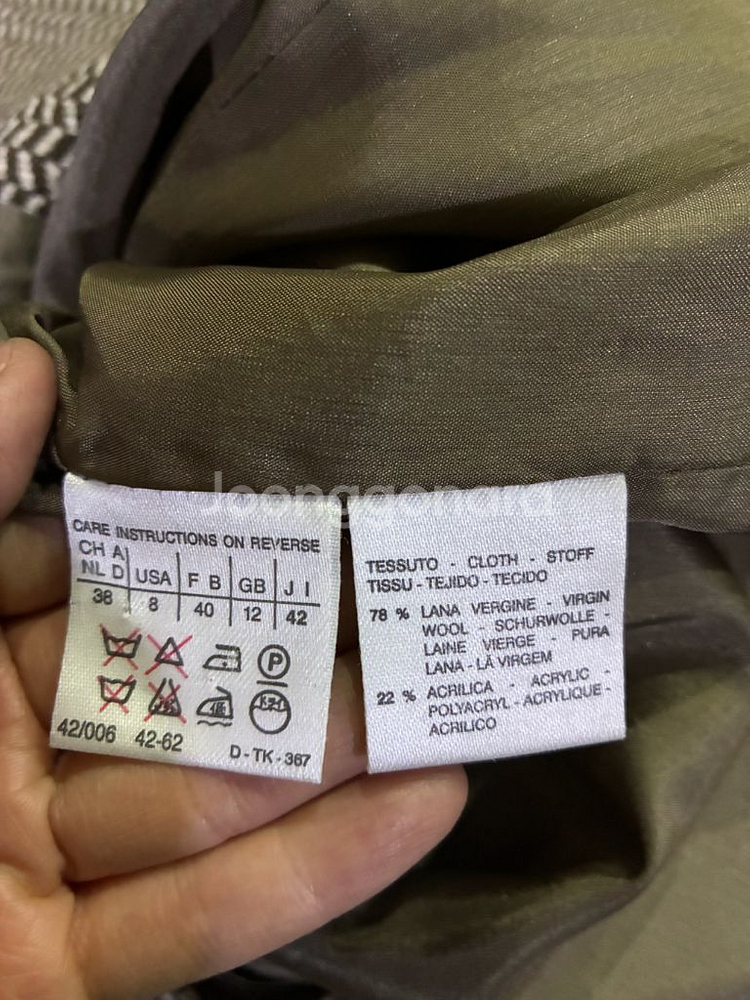 Joonggonara
CARE INSTRUCTIONS ON REVERSE
CH A NL D USA F B GB J I
38 8 40 12 42
P
42/006 42-62
D-TK-367
TESSUTO - CLOTH - STOFF
TISSU - TEJIDO - TECIDO
78 % LANA VERGINE - VIRGIN
WOOL - SCHURWOLLE -
LAINE VIERGE - PURA
LANA - LÃ VIRGEM
22 % ACRILICA - ACRYLIC -
POLYACRYL - ACRYLIQUE -
ACRILICO